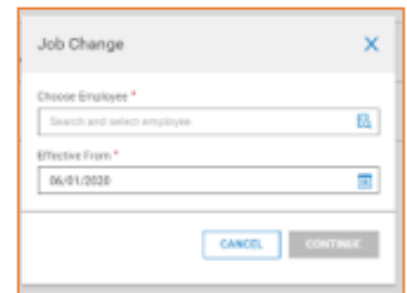 Job Change
Choose Employee *
Search and select employee
Effective From *
06/01/2020
CANCEL CONTINUE